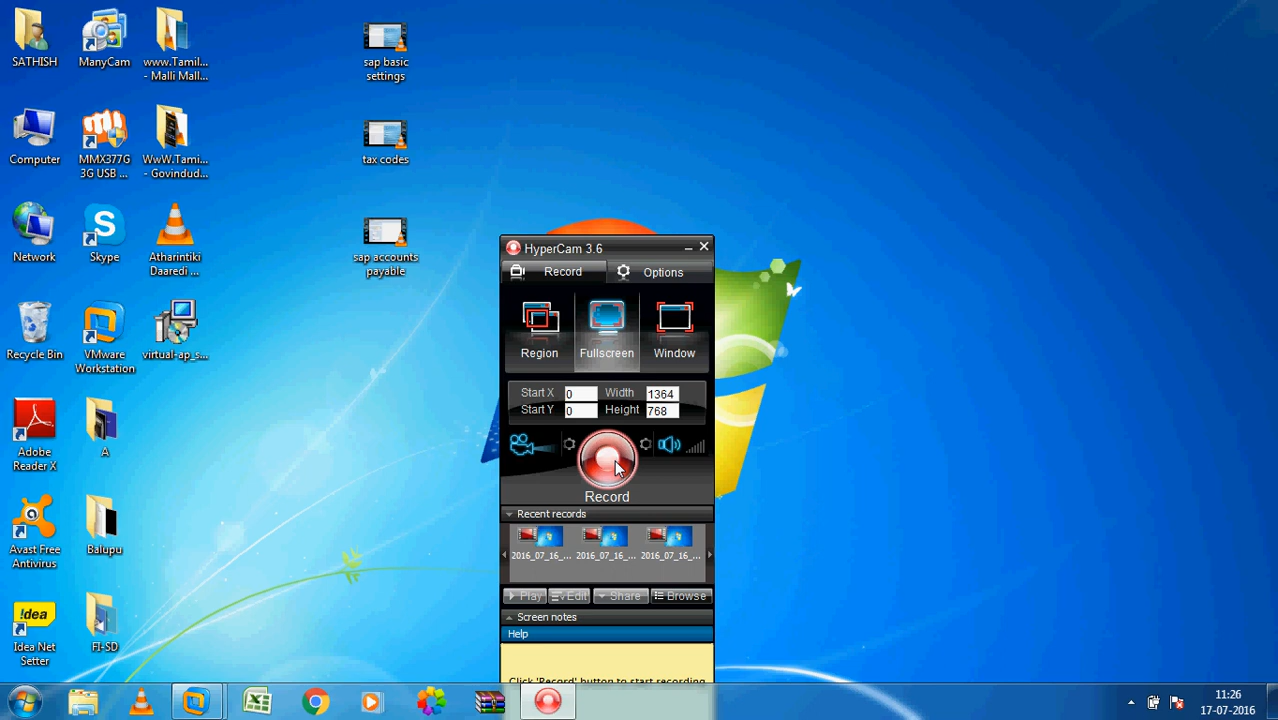 SATHISH
ManyCam
www.Tamil...
- Malli Mall...
sap basic
settings
Computer
MMX377G
3G USB ...
WwW.Tami...
- Govindud...
tax codes
Network
Skype
Atharintiki
Daaredi ...
sap accounts
payable
Recycle Bin
VMware
Workstation
virtual-ap_s...
Adobe
Reader X
A
Avast Free
Antivirus
Balupu
!dea
Idea Net
Setter
FI-SD
HyperCam 3.6
Record
Options
Region
Fullscreen
Window
Start X 0 Width 1364
Start Y 0 Height 768
Record
Recent records
2016_07_16_...
2016_07_16_...
2016_07_16_...
Play
Edit
Share
Browse
Screen notes
Help
Click 'Record' button to start recording
11:26
17-07-2016